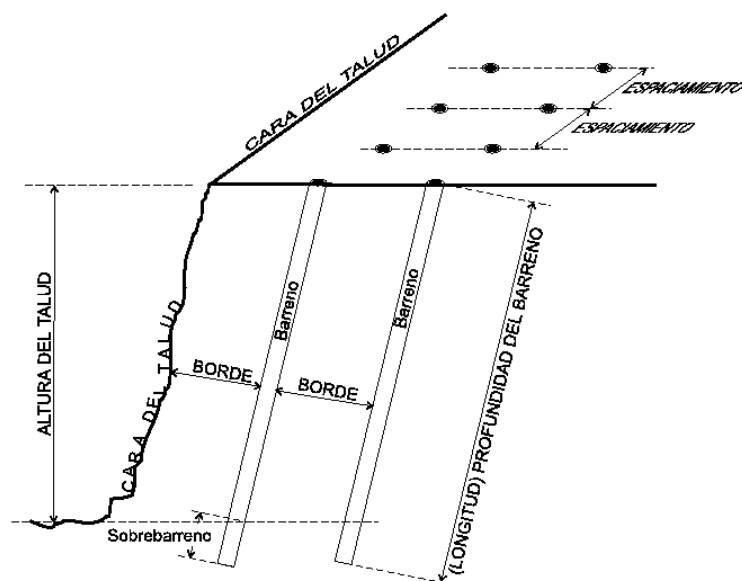 CARA DEL TALUD
ESPACIAMIENTO
ESPACIAMIENTO
ALTURA DEL TALUD
CARA DEL TALUD
Barreno
Barreno
BORDE
BORDE
(LONGITUD) PROFUNDIDAD DEL BARRENO
Sobrebarreno